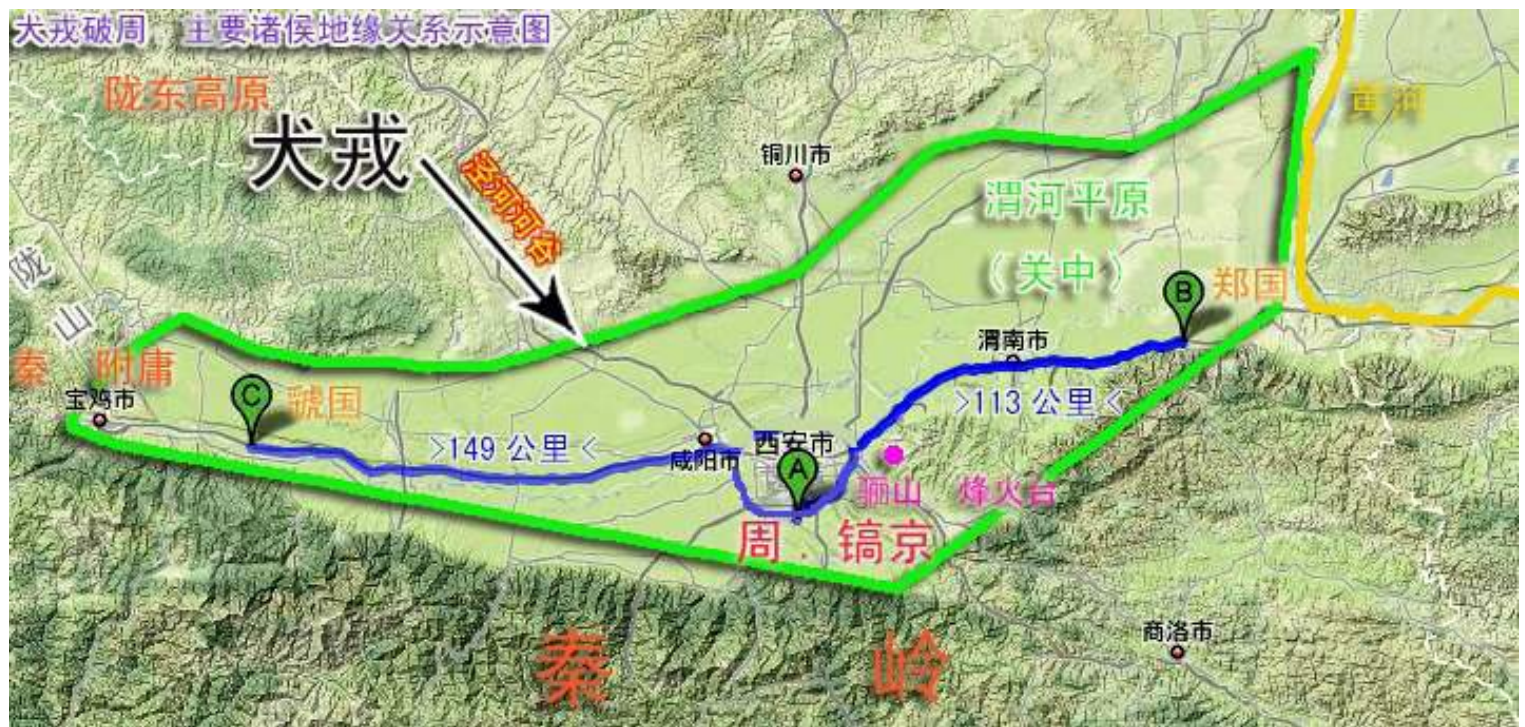 犬戎破周 主要诸侯地缘关系示意图
陇东高原
犬戎
泾河河谷
铜川市
黄河
渭河平原
（关中）
陇山
B
郑国
渭南市
秦 附庸
宝鸡市
C
虢国
>113 公里<
>149 公里<
咸阳市
西安市
A
骊山 烽火台
周．镐京
秦岭
商洛市